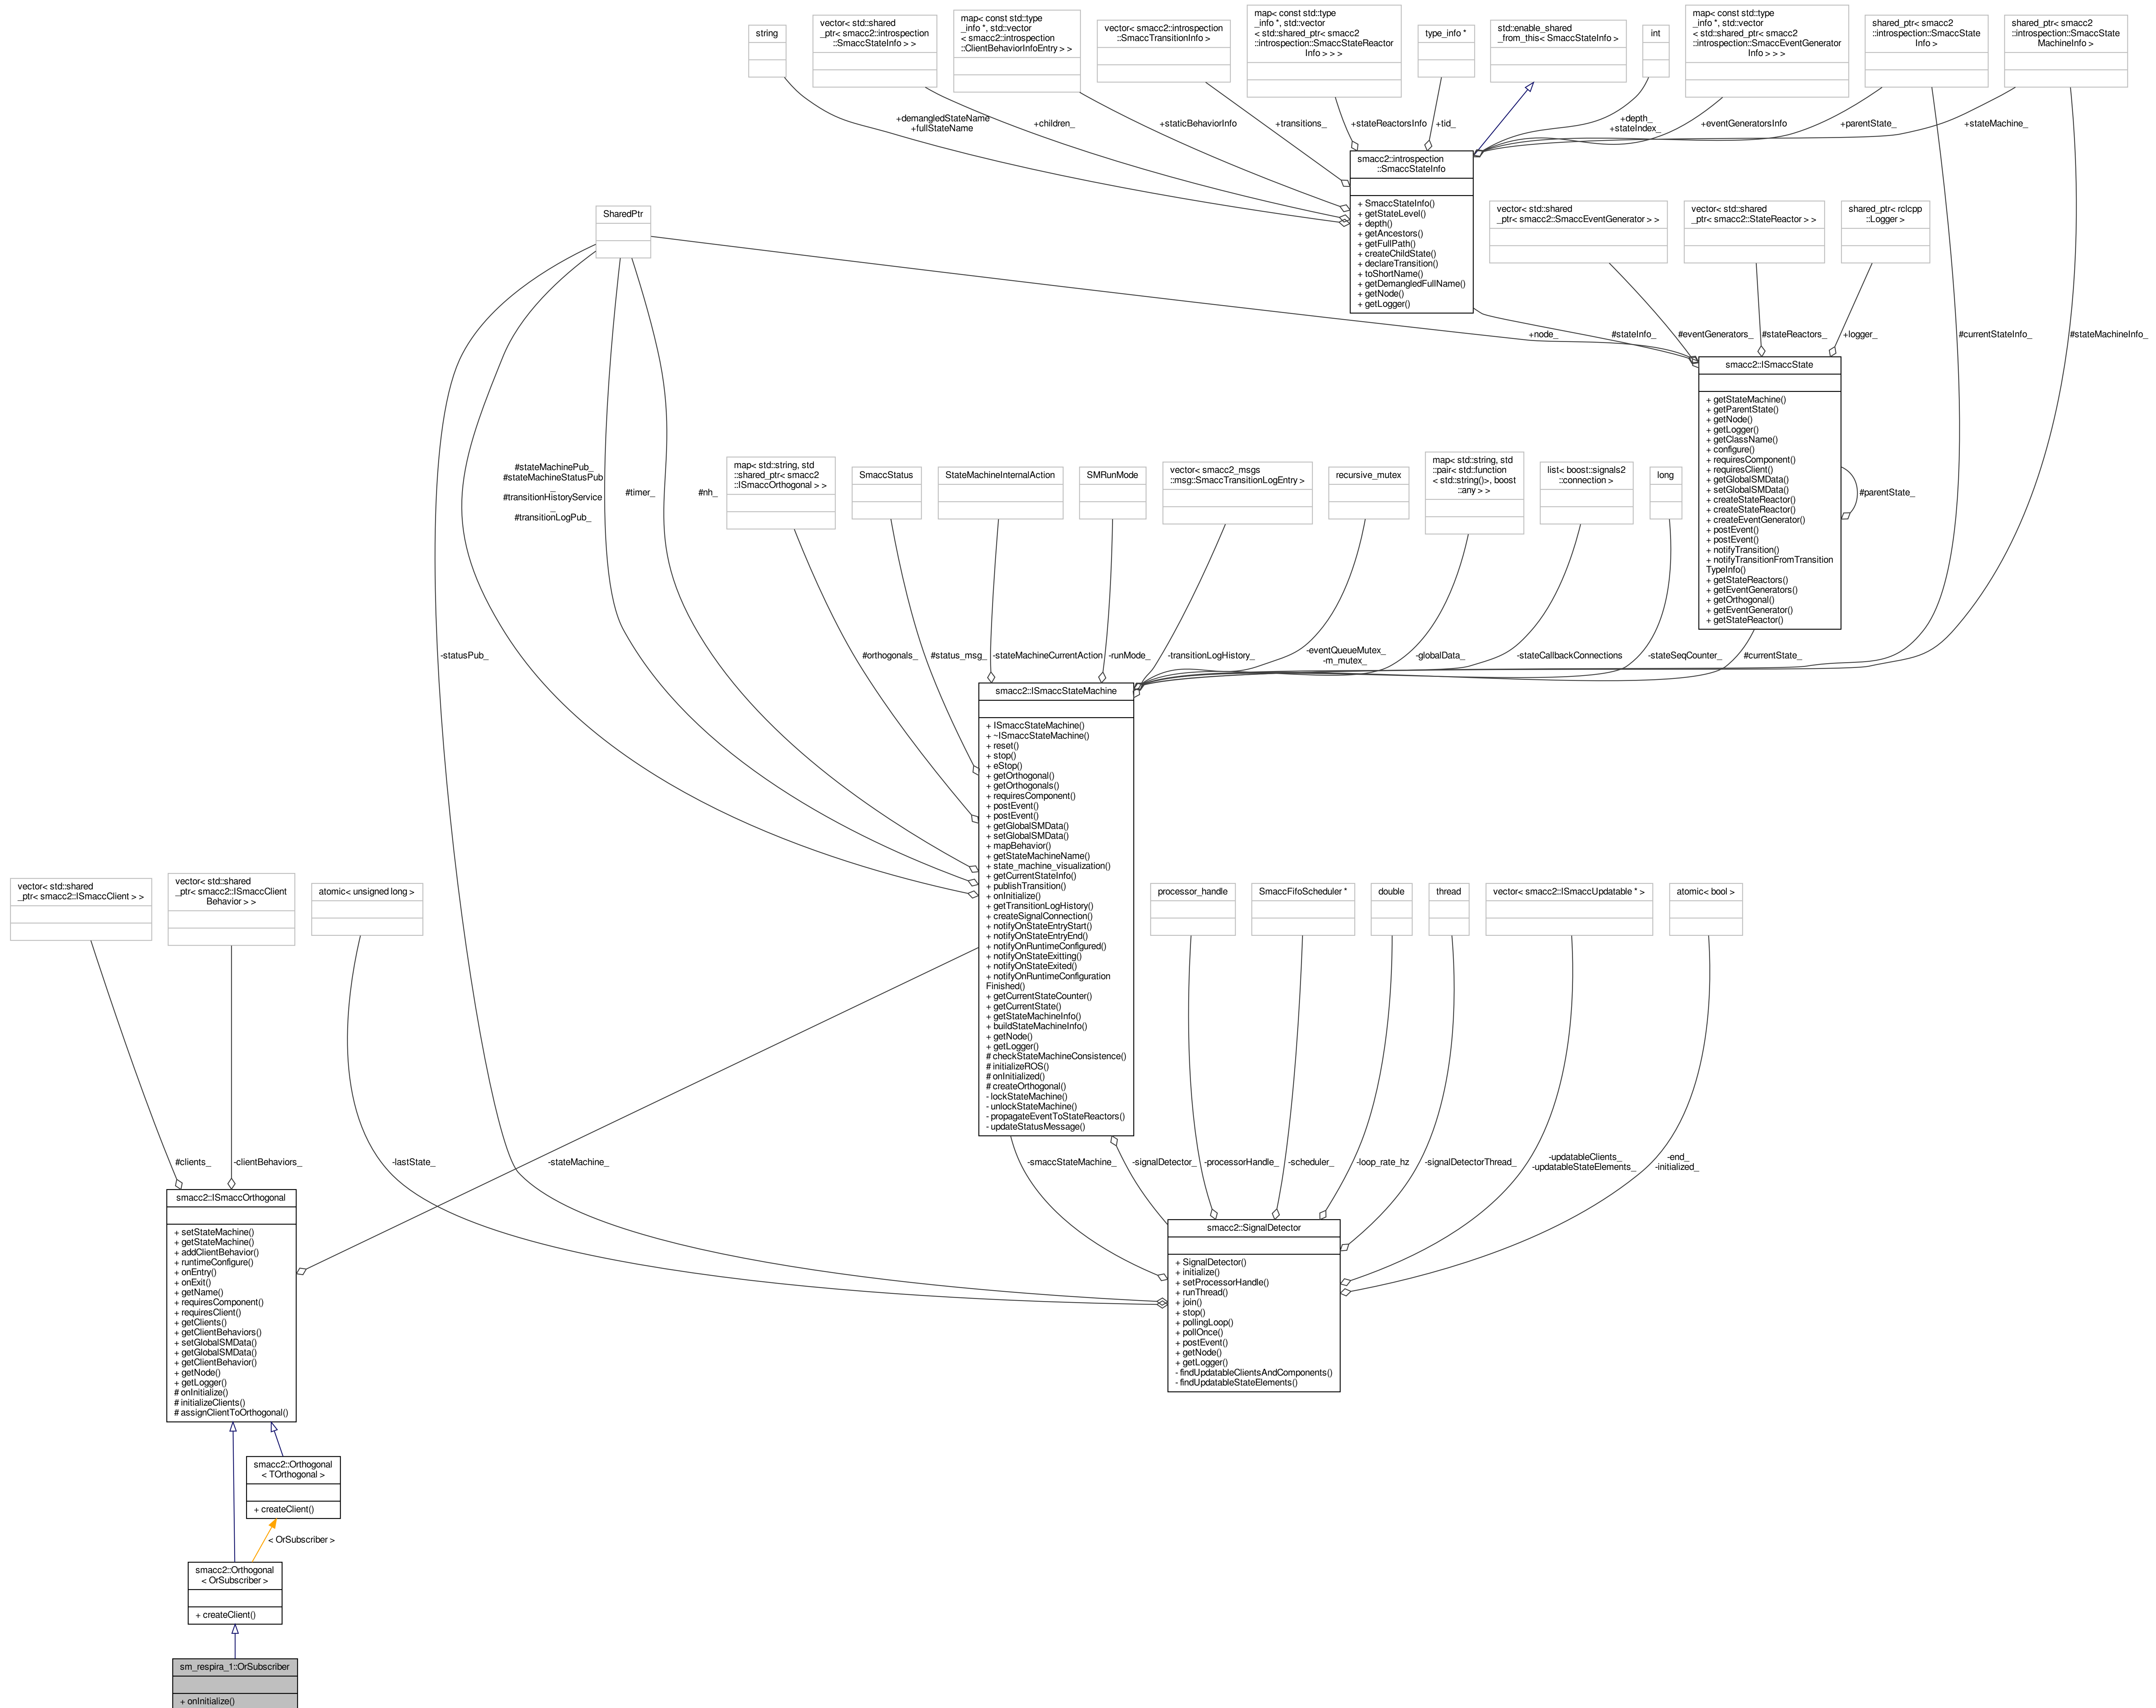 string
vector< std::shared
_ptr< smacc2::introspection
::SmaccStateInfo > >
map< const std::type
_info *, std::vector
< smacc2::introspection
::ClientBehaviorInfoEntry > >
vector< smacc2::introspection
::SmaccTransitionInfo >
map< const std::type
_info *, std::vector
< std::shared_ptr< smacc2
::introspection::SmaccStateReactor
Info > > >
type_info *
std::enable_shared
_from_this< SmaccStateInfo >
int
map< const std::type
_info *, std::vector
< std::shared_ptr< smacc2
::introspection::SmaccEventGenerator
Info > > >
shared_ptr< smacc2
::introspection::SmaccState
Info >
shared_ptr< smacc2
::introspection::SmaccState
MachineInfo >
+demangledStateName
+fullStateName
+children_
+staticBehaviorInfo
+transitions_
+stateReactorsInfo
+tid_
+depth_
+stateIndex_
+eventGeneratorsInfo
+parentState_
+stateMachine_
smacc2::introspection
::SmaccStateInfo
+ SmaccStateInfo()
+ getStateLevel()
+ depth()
+ getAncestors()
+ getFullPath()
+ createChildState()
+ declareTransition()
+ toShortName()
+ getDemangledFullName()
+ getNode()
+ getLogger()
SharedPtr
vector< std::shared
_ptr< smacc2::SmaccEventGenerator > >
vector< std::shared
_ptr< smacc2::StateReactor > >
shared_ptr< rclcpp
::Logger >
+node_
#stateInfo_
#eventGenerators_
#stateReactors_
+logger_
#currentStateInfo_
#stateMachineInfo_
smacc2::ISmaccState
+ getStateMachine()
+ getParentState()
+ getNode()
+ getLogger()
+ getClassName()
+ configure()
+ requiresComponent()
+ requiresClient()
+ getGlobalSMData()
+ setGlobalSMData()
+ createStateReactor()
+ createStateReactor()
+ createEventGenerator()
+ postEvent()
+ postEvent()
+ notifyTransition()
+ notifyTransitionFromTransition
TypeInfo()
+ getStateReactors()
+ getEventGenerators()
+ getOrthogonal()
+ getEventGenerator()
+ getStateReactor()
#parentState_
#stateMachinePub_
#stateMachineStatusPub
_
#transitionHistoryService
_
#transitionLogPub_
#timer_
#nh_
map< std::string, std
::shared_ptr< smacc2
::ISmaccOrthogonal > >
SmaccStatus
StateMachineInternalAction
SMRunMode
vector< smacc2_msgs
::msg::SmaccTransitionLogEntry >
recursive_mutex
map< std::string, std
::pair< std::function
< std::string()>, boost
::any > >
list< boost::signals2
::connection >
long
-statusPub_
#orthogonals_
#status_msg_
-stateMachineCurrentAction
-runMode_
-transitionLogHistory_
-eventQueueMutex_
-m_mutex_
-globalData_
-stateCallbackConnections
-stateSeqCounter_
#currentState_
smacc2::ISmaccStateMachine
+ ISmaccStateMachine()
+ ~ISmaccStateMachine()
+ reset()
+ stop()
+ eStop()
+ getOrthogonal()
+ getOrthogonals()
+ requiresComponent()
+ postEvent()
+ postEvent()
+ getGlobalSMData()
+ setGlobalSMData()
+ mapBehavior()
+ getStateMachineName()
+ state_machine_visualization()
+ getCurrentStateInfo()
+ publishTransition()
+ onInitialize()
+ getTransitionLogHistory()
+ createSignalConnection()
+ notifyOnStateEntryStart()
+ notifyOnStateEntryEnd()
+ notifyOnRuntimeConfigured()
+ notifyOnStateExitting()
+ notifyOnStateExited()
+ notifyOnRuntimeConfiguration
Finished()
+ getCurrentStateCounter()
+ getCurrentState()
+ getStateMachineInfo()
+ buildStateMachineInfo()
+ getNode()
+ getLogger()
# checkStateMachineConsistence()
# initializeROS()
# onInitialized()
# createOrthogonal()
- lockStateMachine()
- unlockStateMachine()
- propagateEventToStateReactors()
- updateStatusMessage()
vector< std::shared
_ptr< smacc2::ISmaccClient > >
vector< std::shared
_ptr< smacc2::ISmaccClient
Behavior > >
atomic< unsigned long >
processor_handle
SmaccFifoScheduler *
double
thread
vector< smacc2::ISmaccUpdatable * >
atomic< bool >
#clients_
-clientBehaviors_
-lastState_
-stateMachine_
-smaccStateMachine_
-signalDetector_
-processorHandle_
-scheduler_
-loop_rate_hz
-signalDetectorThread_
-updatableClients_
-updatableStateElements_
-end_
-initialized_
smacc2::ISmaccOrthogonal
+ setStateMachine()
+ getStateMachine()
+ addClientBehavior()
+ runtimeConfigure()
+ onEntry()
+ onExit()
+ getName()
+ requiresComponent()
+ requiresClient()
+ getClients()
+ getClientBehaviors()
+ setGlobalSMData()
+ getGlobalSMData()
+ getClientBehavior()
+ getNode()
+ getLogger()
# onInitialize()
# initializeClients()
# assignClientToOrthogonal()
smacc2::SignalDetector
+ SignalDetector()
+ initialize()
+ setProcessorHandle()
+ runThread()
+ join()
+ stop()
+ pollingLoop()
+ pollOnce()
+ postEvent()
+ getNode()
+ getLogger()
- findUpdatableClientsAndComponents()
- findUpdatableStateElements()
smacc2::Orthogonal
< TOrthogonal >
+ createClient()
< OrSubscriber >
smacc2::Orthogonal
< OrSubscriber >
+ createClient()
sm_respira_1::OrSubscriber
+ onInitialize()